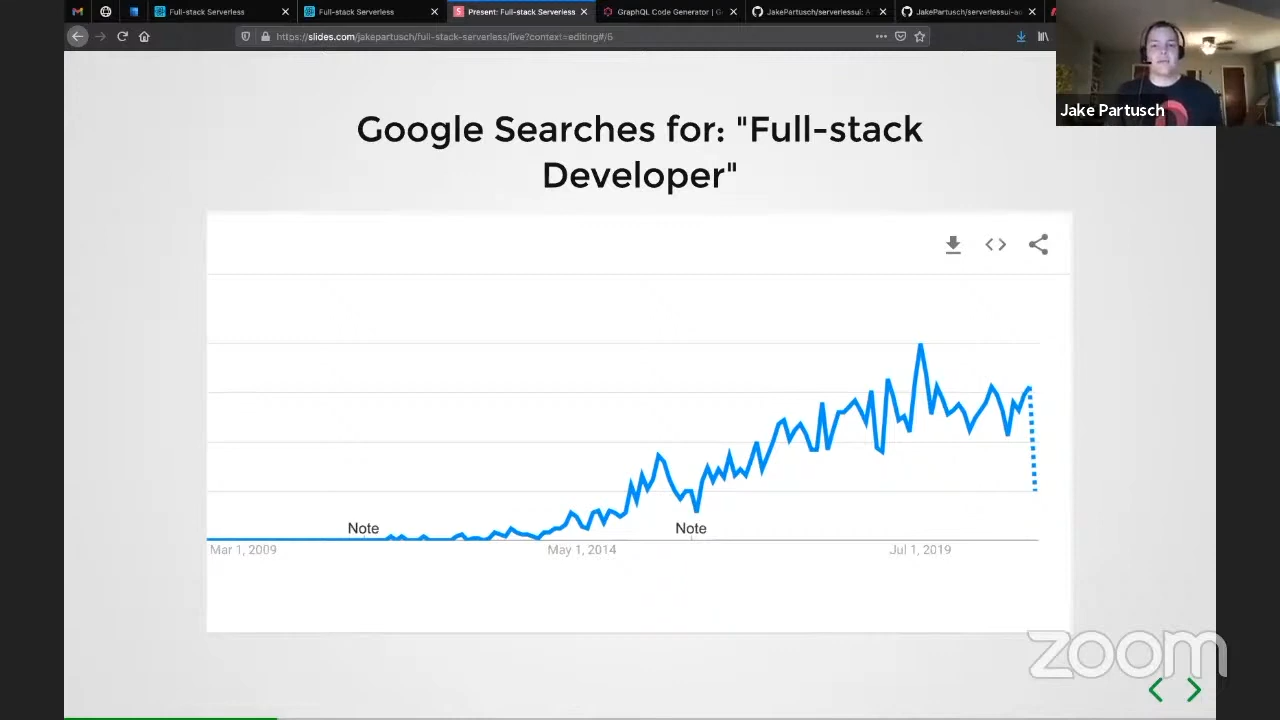 Full-stack Serverless
Full-stack Serverless
Present: Full-stack Serverless
GraphQL Code Generator | G
JakePartusch/serverlessui: A
JakePartusch/serverlessui-ac
https://slides.com/jakepartusch/full-stack-serverless/live?context=editing#/6
Jake Partusch
Google Searches for: "Full-stack
Developer"
Note
Note
Mar 1, 2009
May 1, 2014
Jul 1, 2019
zoom